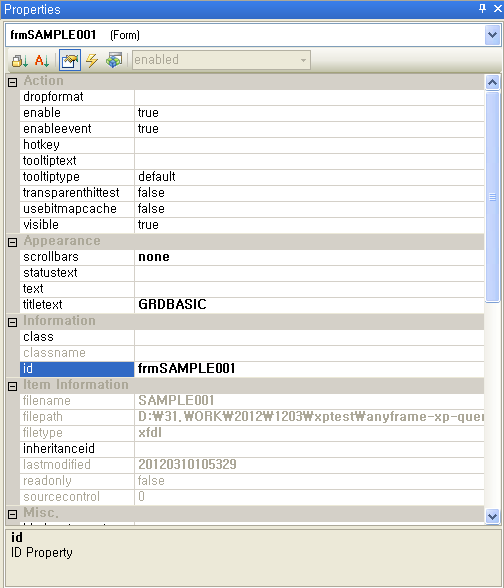 Properties
frmSAMPLE001 (Form)
A enabled
Action
dropformat
enable true
enableevent true
hotkey
tooltiptext
tooltiptype default
transparenthittest false
usebitmapcache false
visible true
Appearance
scrollbars none
statustext
text
titletext GRDBASIC
Information
class
classname
id frmSAMPLE001
Item Information
filename SAMPLE001
filepath D:₩31.WORK₩2012₩1203₩xptest₩anyframe-xp-quer
filetype xfdl
inheritanceid
lastmodified 20120310105329
readonly false
sourcecontrol 0
Misc.
id
ID Property